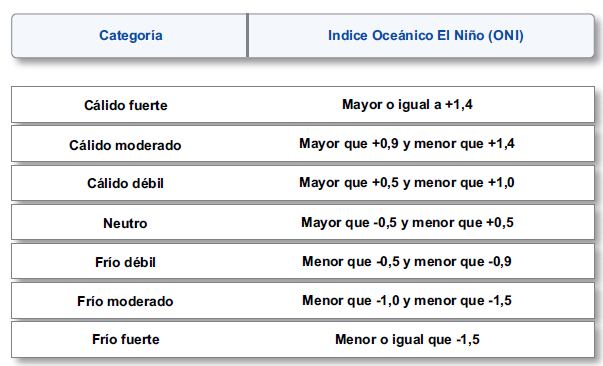 Categoría Indice Oceánico El Niño (ONI)
Cálido fuerte Mayor o igual a +1,4
Cálido moderado Mayor que +0,9 y menor que +1,4
Cálido débil Mayor que +0,5 y menor que +1,0
Neutro Mayor que -0,5 y menor que +0,5
Frío débil Menor que -0,5 y menor que -0,9
Frío moderado Menor que -1,0 y menor que -1,5
Frío fuerte Menor o igual que -1,5